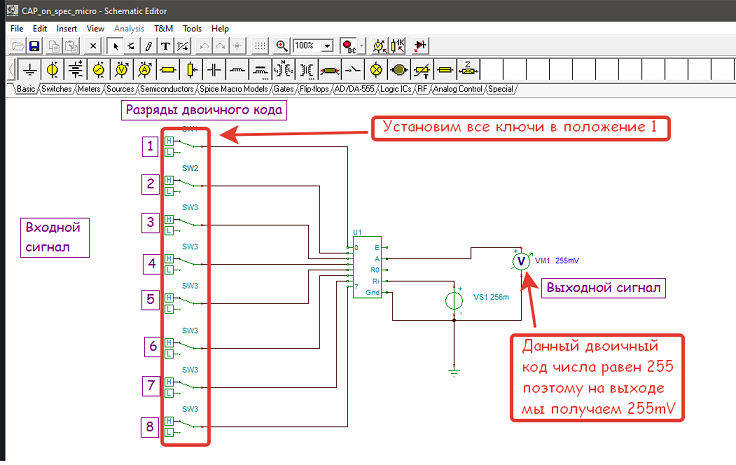 CAP_on_spec_micro - Schematic Editor
File Edit Insert View Analysis T&M Tools Help
100%
DC
Basic Switches Meters Sources Semiconductors Spice Macro Models Gates Flip-flops AD/DA-555 Logic ICs RF Analog Control Special
Разряды двоичного кода
Установим все ключи в положение 1
SW1
1 H L
SW2
2 H L
SW3
3 H L
Входной
сигнал
SW3
4 H L
SW3
5 H L
SW3
6 H L
SW3
7 H L
SW3
8 H L
U1
0 E
A
R0
Ri
7 Gnd
V VM1 255mV
VS1 256m
Выходной сигнал
Данный двоичный
код числа равен 255
поэтому на выходе
мы получаем 255mV